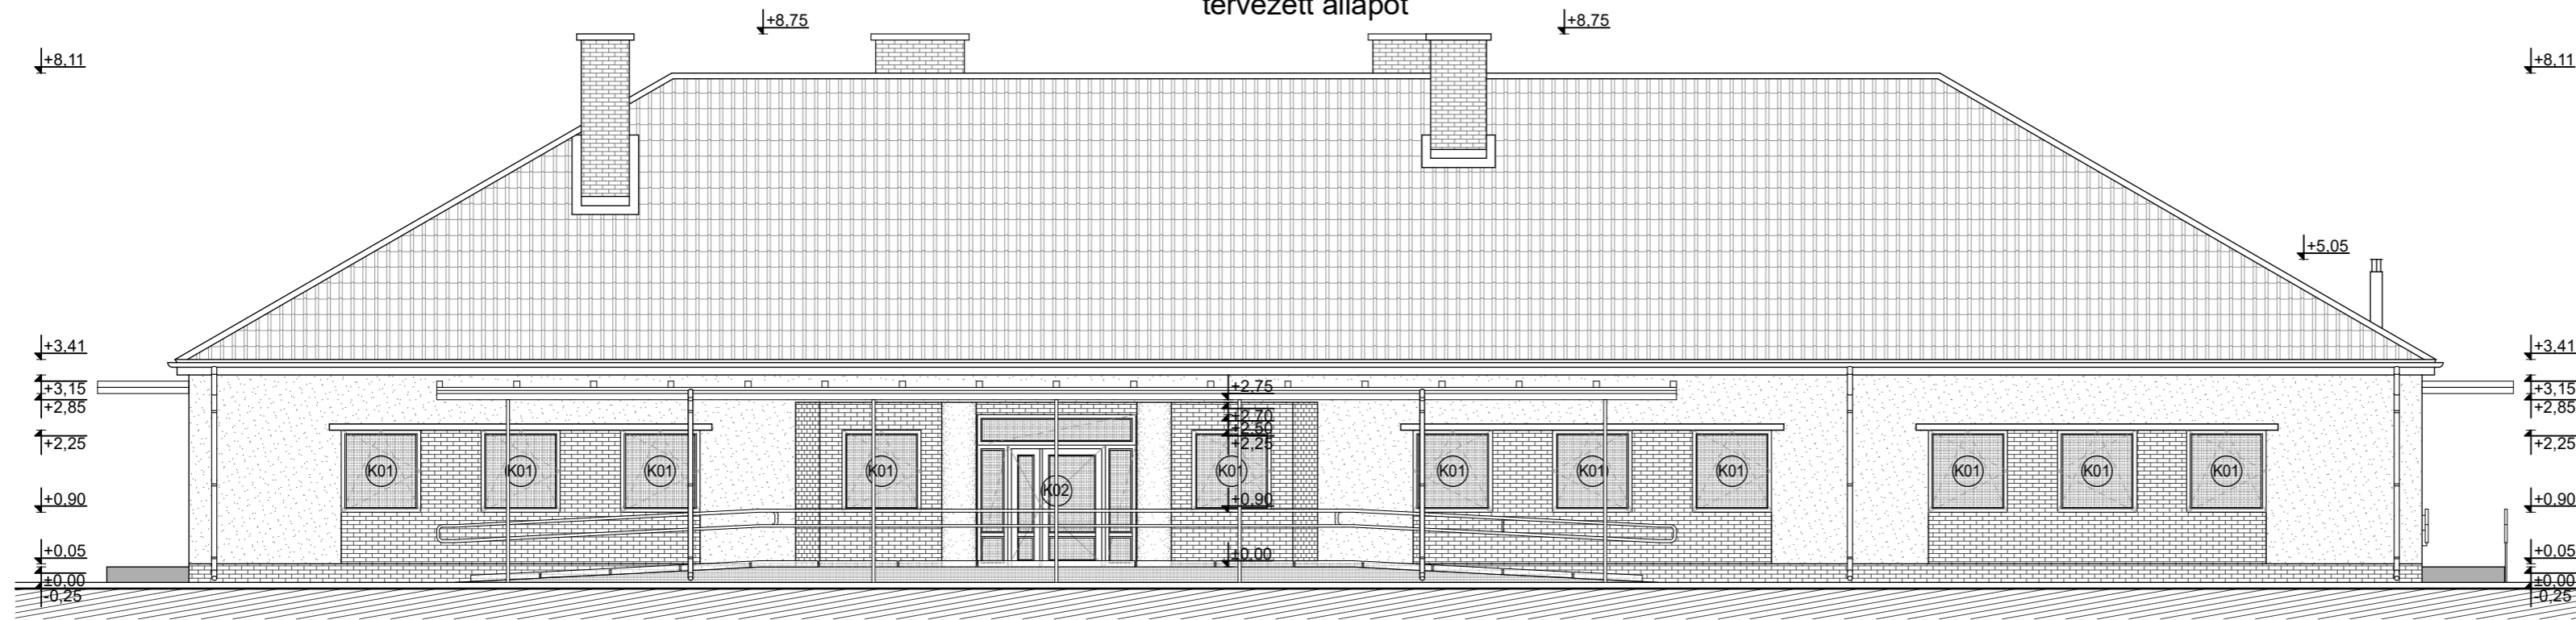 tervezett állapot
+8,75
+8,75
+8,11
+8,11
+5,05
+3,41
+3,41
+3,15
+2,75
+3,15
+2,85
+2,85
+2,70
+2,50
+2,25
+2,25
+2,25
K01
K01
K01
K01
K01
K01
K01
K01
K01
K01
K01
K02
+0,90
+0,90
+0,90
+0,05
±0,00
+0,05
±0,00
±0,00
-0,25
-0,25